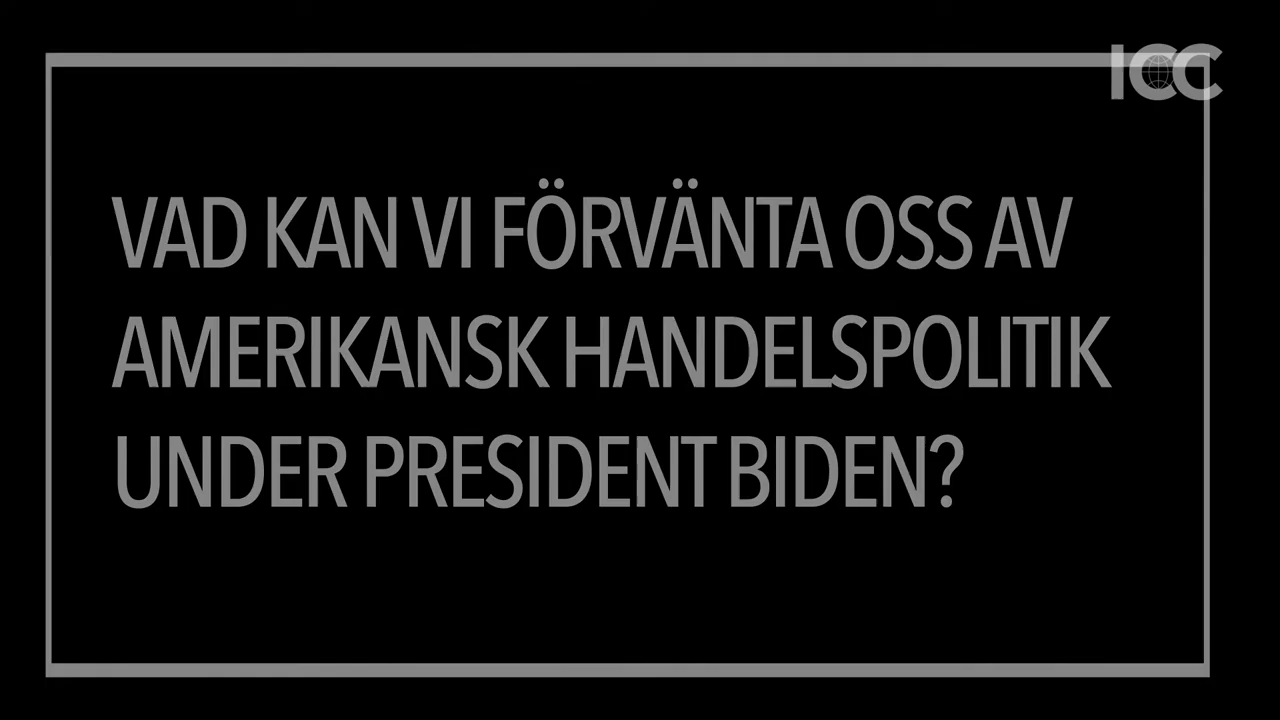 ICC
VAD KAN VI FÖRVÄNTA OSS AV
AMERIKANSK HANDELSPOLITIK
UNDER PRESIDENT BIDEN?